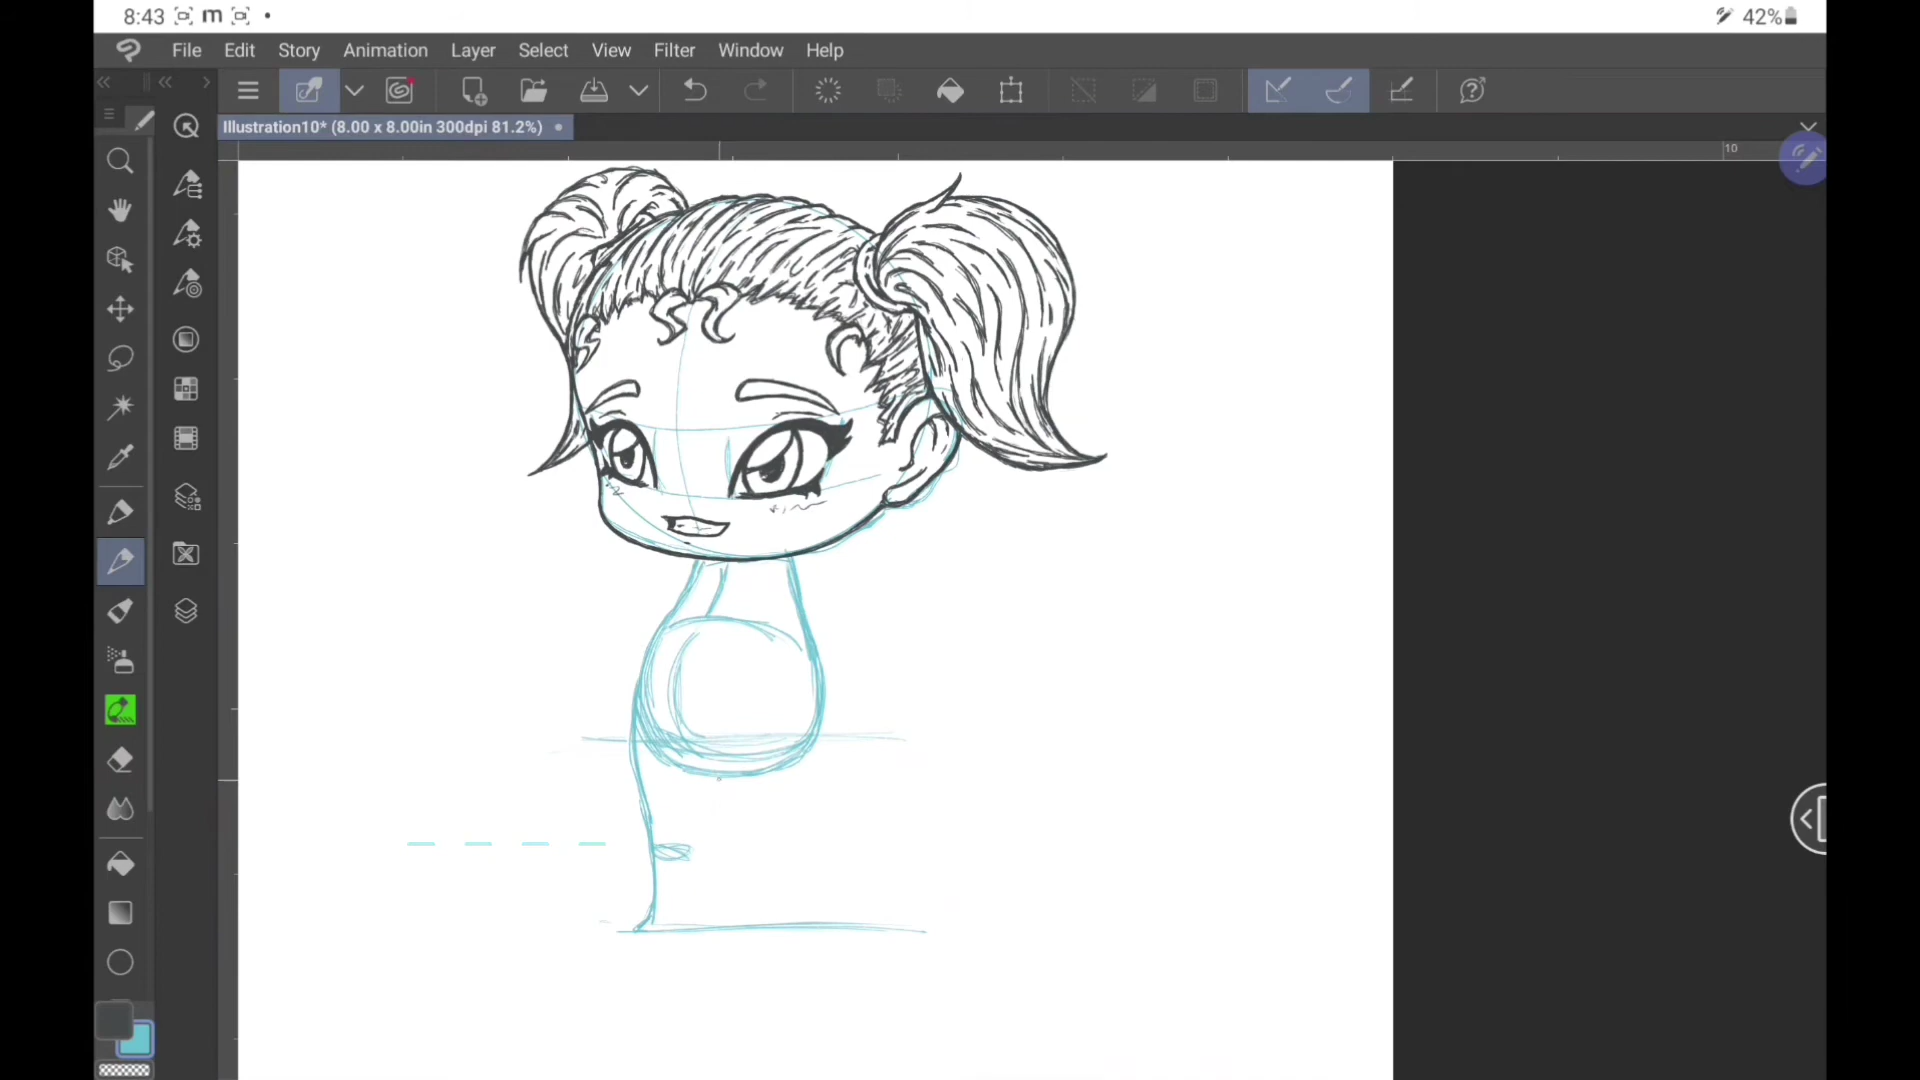 8:43 m 42%
File Edit Story Animation Layer Select View Filter Window Help
Illustration10* (8.00 x 8.00in 300dpi 81.2%)
10